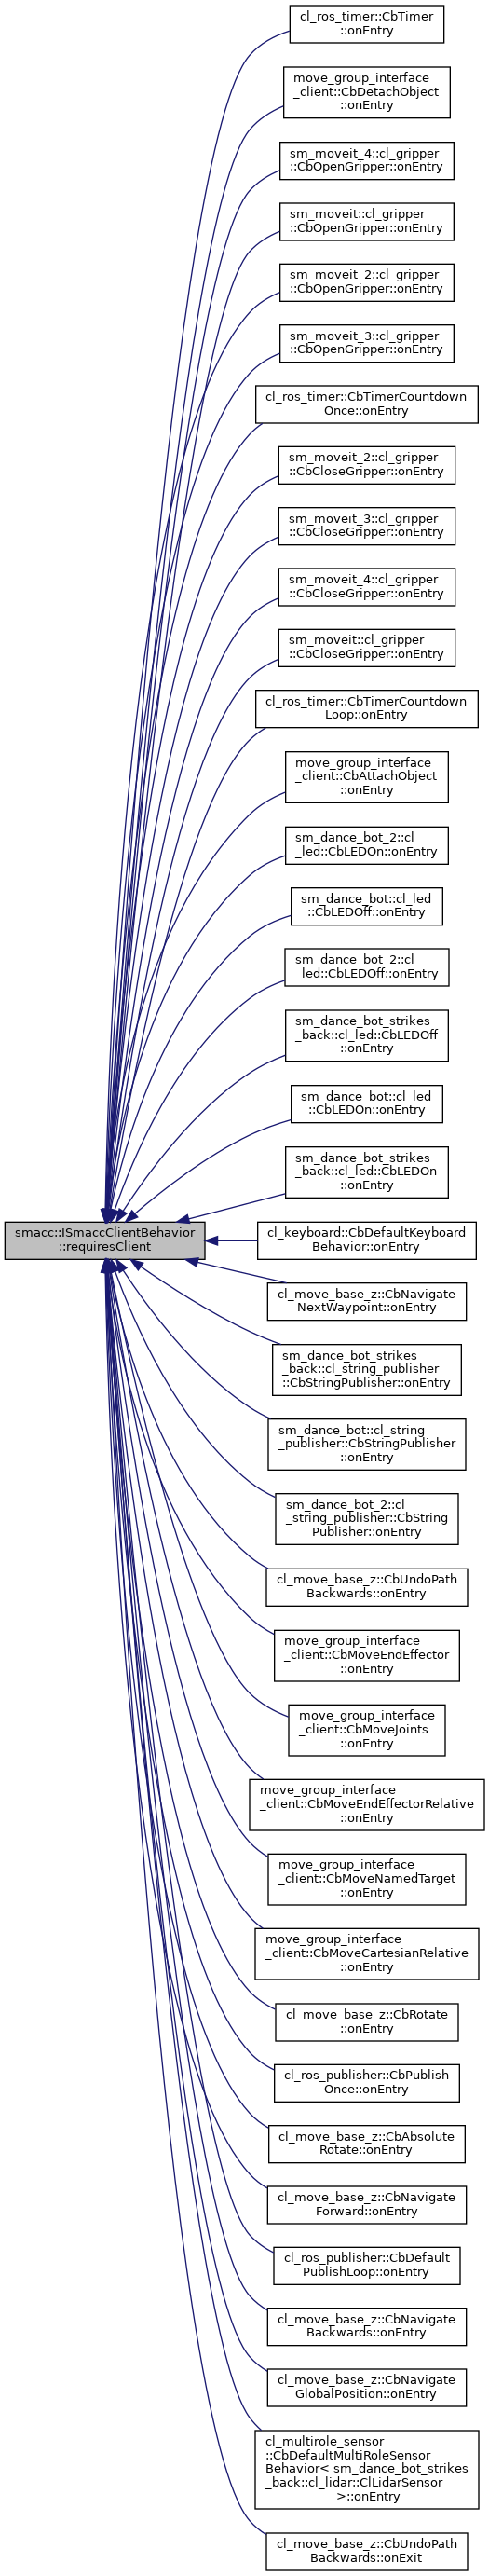 cl_ros_timer::CbTimer
::onEntry
move_group_interface
_client::CbDetachObject
::onEntry
sm_moveit_4::cl_gripper
::CbOpenGripper::onEntry
sm_moveit::cl_gripper
::CbOpenGripper::onEntry
sm_moveit_2::cl_gripper
::CbOpenGripper::onEntry
sm_moveit_3::cl_gripper
::CbOpenGripper::onEntry
cl_ros_timer::CbTimerCountdown
Once::onEntry
sm_moveit_2::cl_gripper
::CbCloseGripper::onEntry
sm_moveit_3::cl_gripper
::CbCloseGripper::onEntry
sm_moveit_4::cl_gripper
::CbCloseGripper::onEntry
sm_moveit::cl_gripper
::CbCloseGripper::onEntry
cl_ros_timer::CbTimerCountdown
Loop::onEntry
move_group_interface
_client::CbAttachObject
::onEntry
sm_dance_bot_2::cl
_led::CbLEDOn::onEntry
sm_dance_bot::cl_led
::CbLEDOff::onEntry
sm_dance_bot_2::cl
_led::CbLEDOff::onEntry
sm_dance_bot_strikes
_back::cl_led::CbLEDOff
::onEntry
sm_dance_bot::cl_led
::CbLEDOn::onEntry
sm_dance_bot_strikes
_back::cl_led::CbLEDOn
::onEntry
smacc::ISmaccClientBehavior
::requiresClient
cl_keyboard::CbDefaultKeyboard
Behavior::onEntry
cl_move_base_z::CbNavigate
NextWaypoint::onEntry
sm_dance_bot_strikes
_back::cl_string_publisher
::CbStringPublisher::onEntry
sm_dance_bot::cl_string
_publisher::CbStringPublisher
::onEntry
sm_dance_bot_2::cl
_string_publisher::CbString
Publisher::onEntry
cl_move_base_z::CbUndoPath
Backwards::onEntry
move_group_interface
_client::CbMoveEndEffector
::onEntry
move_group_interface
_client::CbMoveJoints
::onEntry
move_group_interface
_client::CbMoveEndEffectorRelative
::onEntry
move_group_interface
_client::CbMoveNamedTarget
::onEntry
move_group_interface
_client::CbMoveCartesianRelative
::onEntry
cl_move_base_z::CbRotate
::onEntry
cl_ros_publisher::CbPublish
Once::onEntry
cl_move_base_z::CbAbsolute
Rotate::onEntry
cl_move_base_z::CbNavigate
Forward::onEntry
cl_ros_publisher::CbDefault
PublishLoop::onEntry
cl_move_base_z::CbNavigate
Backwards::onEntry
cl_move_base_z::CbNavigate
GlobalPosition::onEntry
cl_multirole_sensor
::CbDefaultMultiRoleSensor
Behavior< sm_dance_bot_strikes
_back::cl_lidar::ClLidarSensor
>::onEntry
cl_move_base_z::CbUndoPath
Backwards::onExit